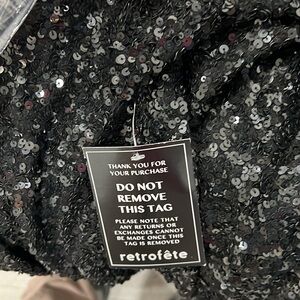 THANK YOU FOR
YOUR PURCHASE
DO NOT
REMOVE
THIS TAG
PLEASE NOTE THAT
ANY RETURNS OR
EXCHANGES CANNOT
BE MADE ONCE THIS
TAG IS REMOVED
retrofête